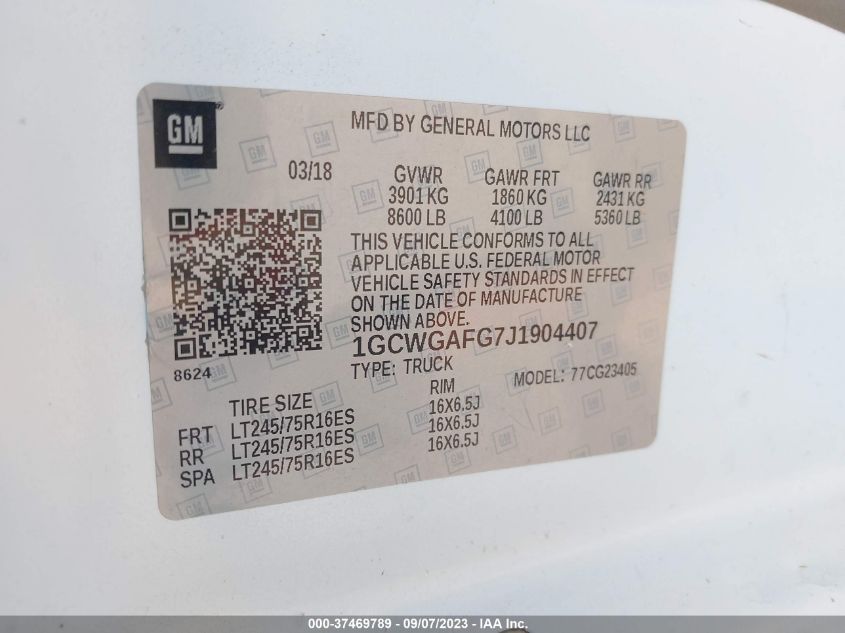 GM
MFD BY GENERAL MOTORS LLC
03/18
GVWR GAWR FRT GAWR RR
3901 KG 1860 KG 2431 KG
8600 LB 4100 LB 5360 LB
THIS VEHICLE CONFORMS TO ALL
APPLICABLE U.S. FEDERAL MOTOR
VEHICLE SAFETY STANDARDS IN EFFECT
ON THE DATE OF MANUFACTURE
SHOWN ABOVE.
8624
1GCWGAFG7J1904407
TYPE: TRUCK MODEL: 77CG23405
TIRE SIZE RIM
FRT LT245/75R16ES 16X6.5J
RR LT245/75R16ES 16X6.5J
SPA LT245/75R16ES 16X6.5J
000-37469789 - 09/07/2023 - IAA Inc.